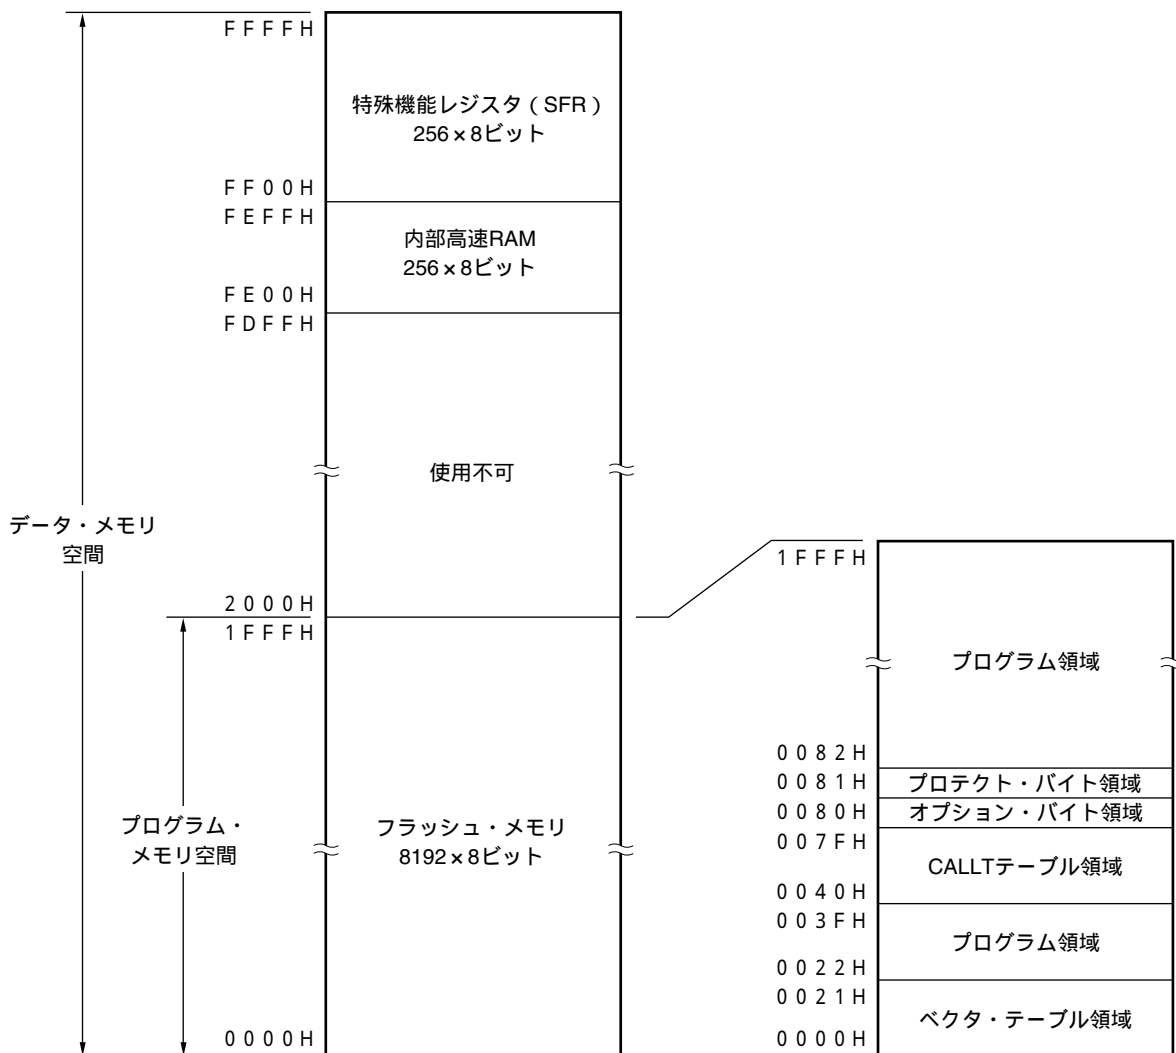 FFFFH
特殊機能レジスタ（SFR）
256×8ビット
FF00H
FEFFH
内部高速RAM
256×8ビット
FE00H
FDFFH
使用不可
データ・メモリ
空間
2000H
1FFFH
プログラム・
メモリ空間
フラッシュ・メモリ
8192×8ビット
0000H
1FFFH
プログラム領域
0082H
0081H
プロテクト・バイト領域
0080H
オプション・バイト領域
007FH
CALLTテーブル領域
0040H
003FH
プログラム領域
0022H
0021H
ベクタ・テーブル領域
0000H